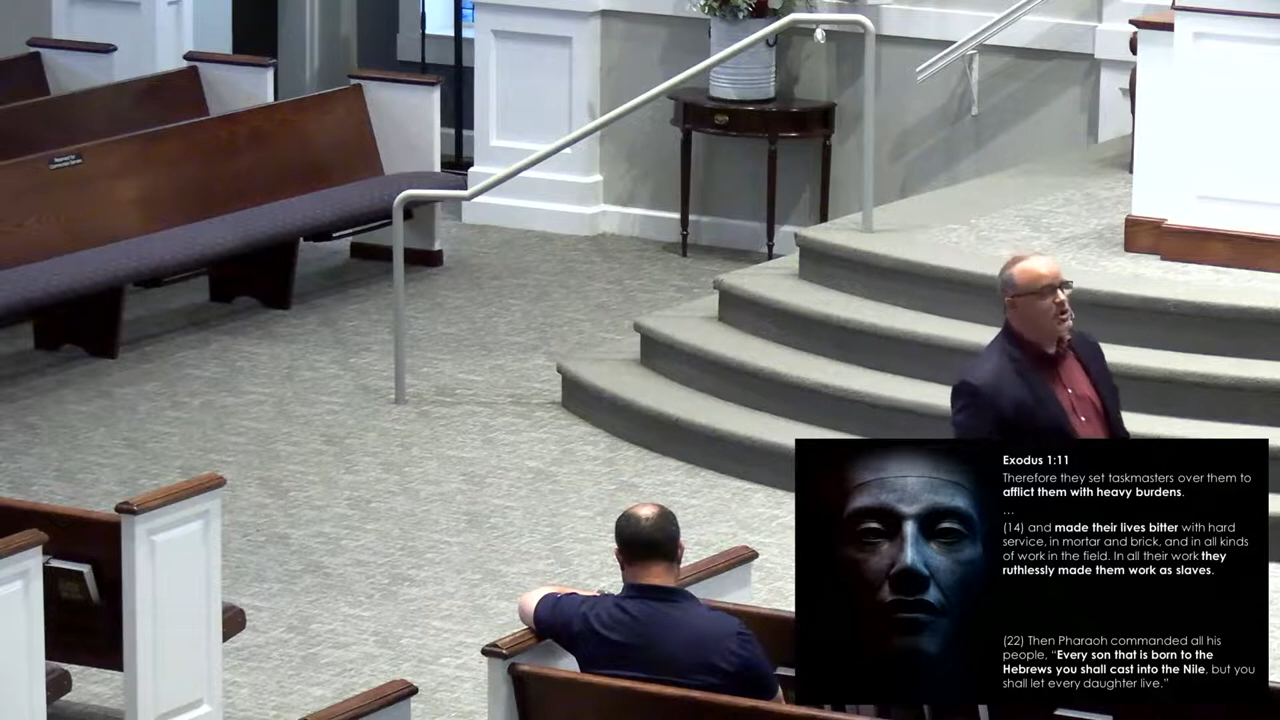 Exodus 1:11
Therefore they set taskmasters over them to
afflict them with heavy burdens.
...
(14) and made their lives bitter with hard
service, in mortar and brick, and in all kinds
of work in the field. In all their work they
ruthlessly made them work as slaves.
(22) Then Pharaoh commanded all his
people, “Every son that is born to the
Hebrews you shall cast into the Nile, but you
shall let every daughter live.”